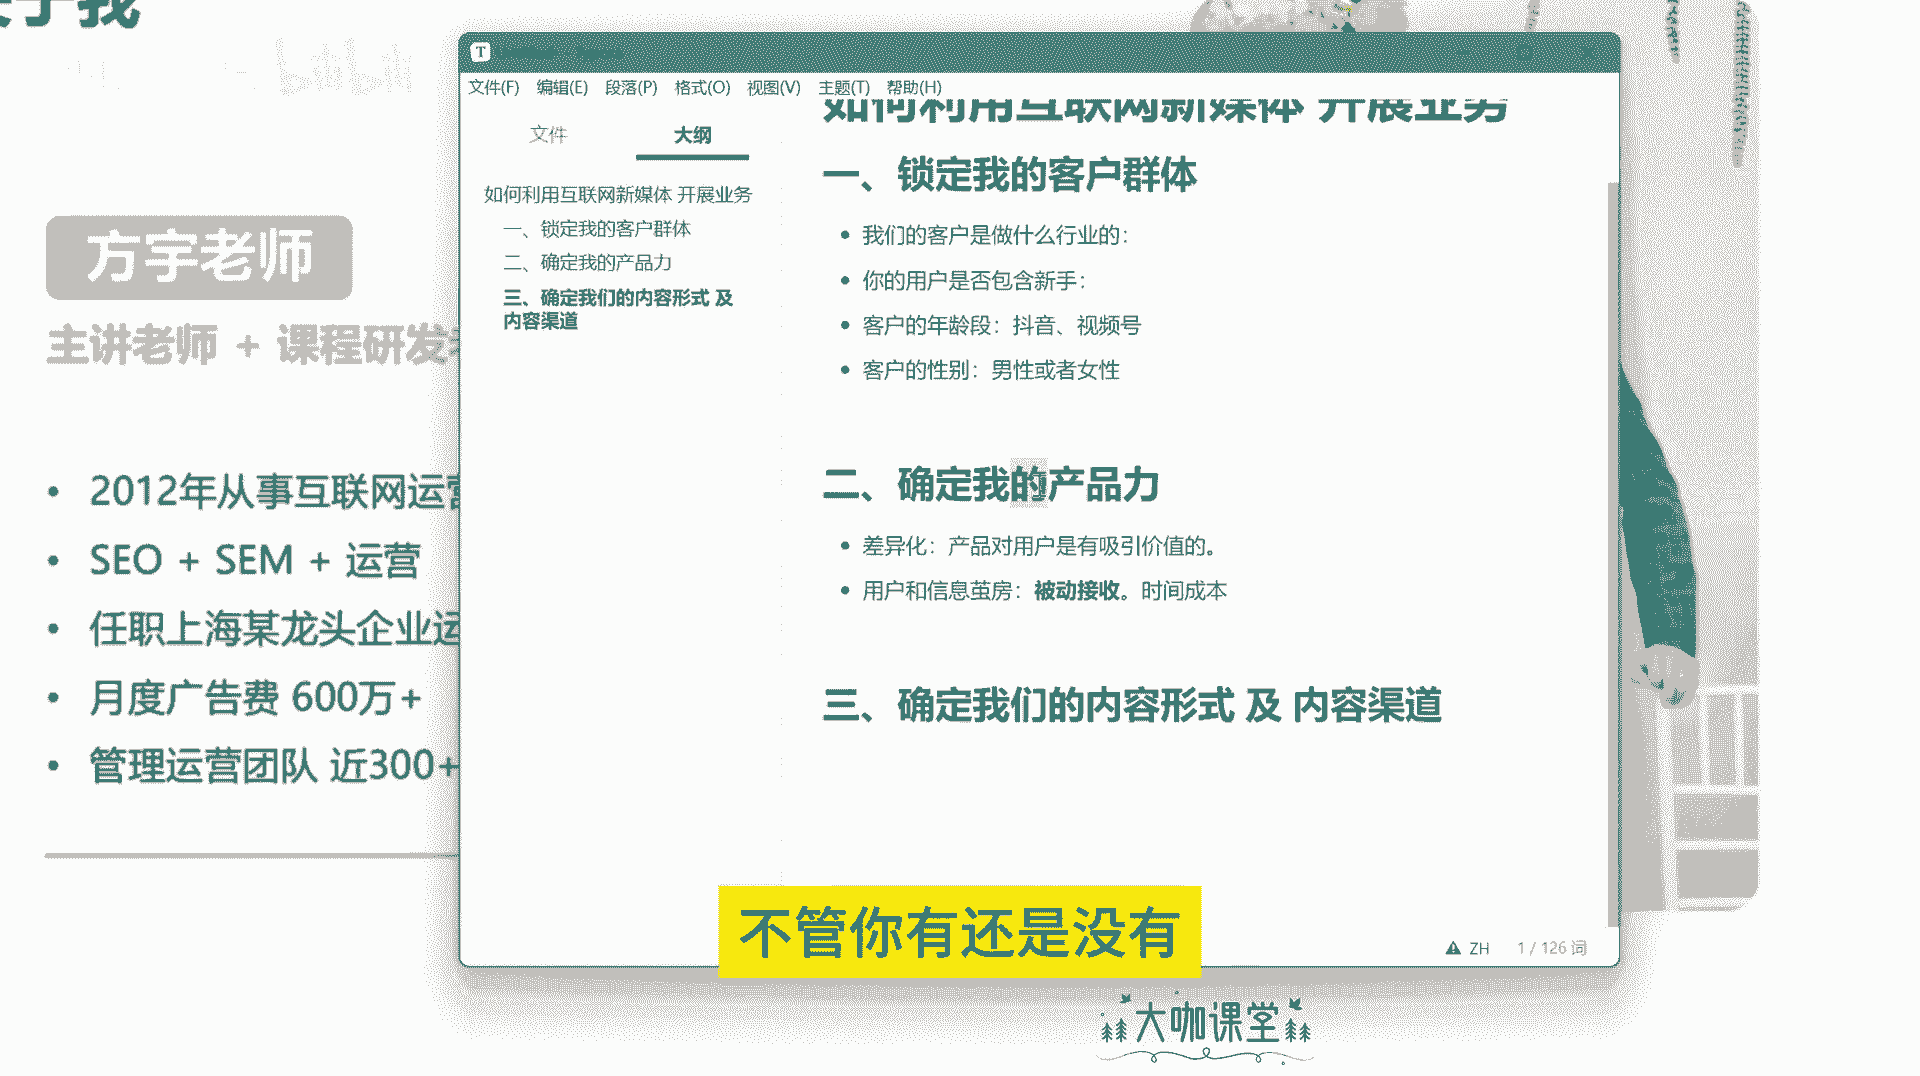 关于我
bilibili
方宇老师
主讲老师 + 课程研发
2012年从事互联网运营
SEO + SEM + 运营
任职上海某龙头企业运
月度广告费 600万+
管理运营团队 近300+
T
文件(F) 编辑(E) 段落(P) 格式(O) 视图(V) 主题(T) 帮助(H)
文件 大纲
如何利用互联网新媒体 开展业务
一、锁定我的客户群体
二、确定我的产品力
三、确定我们的内容形式 及
内容渠道
如何利用互联网新媒体 开展业务
一、锁定我的客户群体
我们的客户是做什么行业的：
你的用户是否包含新手：
客户的年龄段：抖音、视频号
客户的性别：男性或者女性
二、确定我的产品力
差异化：产品对用户是有吸引价值的。
用户和信息茧房：被动接收。时间成本
三、确定我们的内容形式 及 内容渠道
ZH 1 / 126 词
不管你有还是没有
大咖课堂